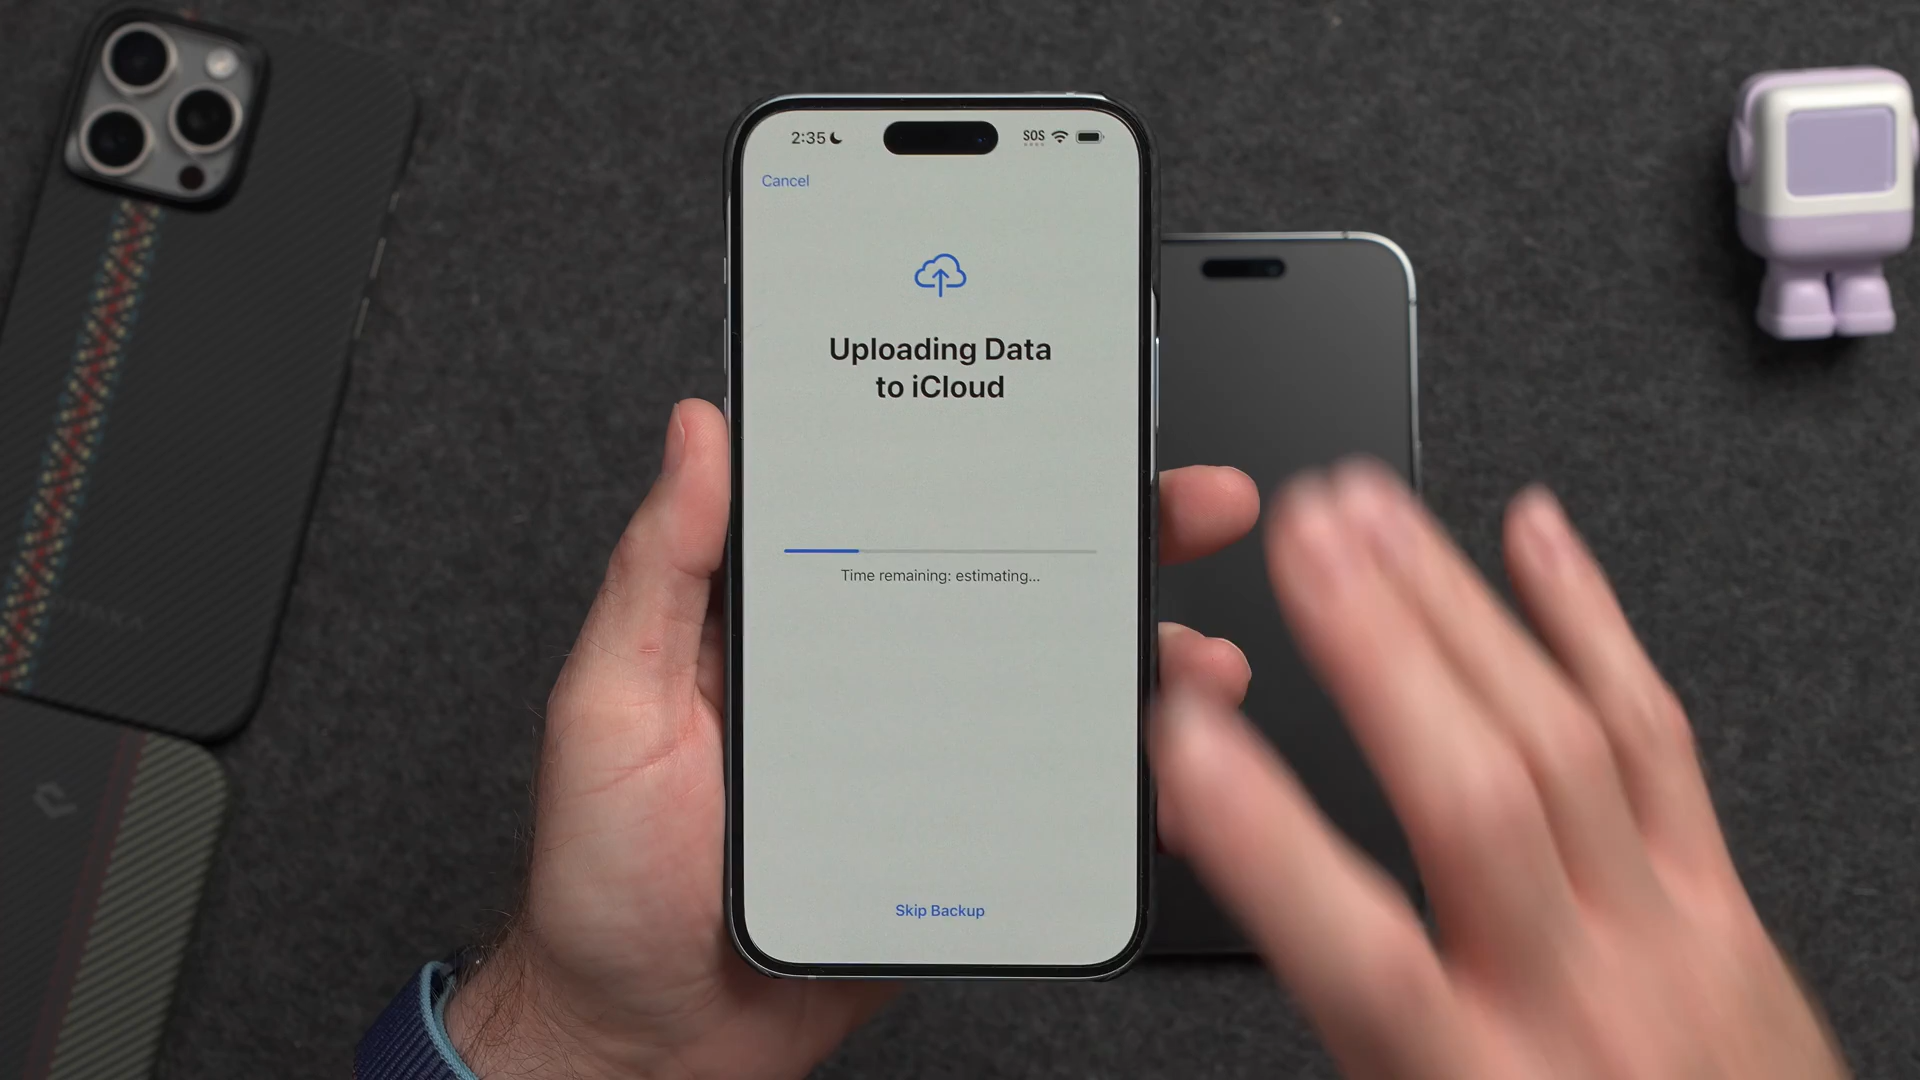 2:35
SOS
Cancel
Uploading Data
to iCloud
Time remaining: estimating...
Skip Backup